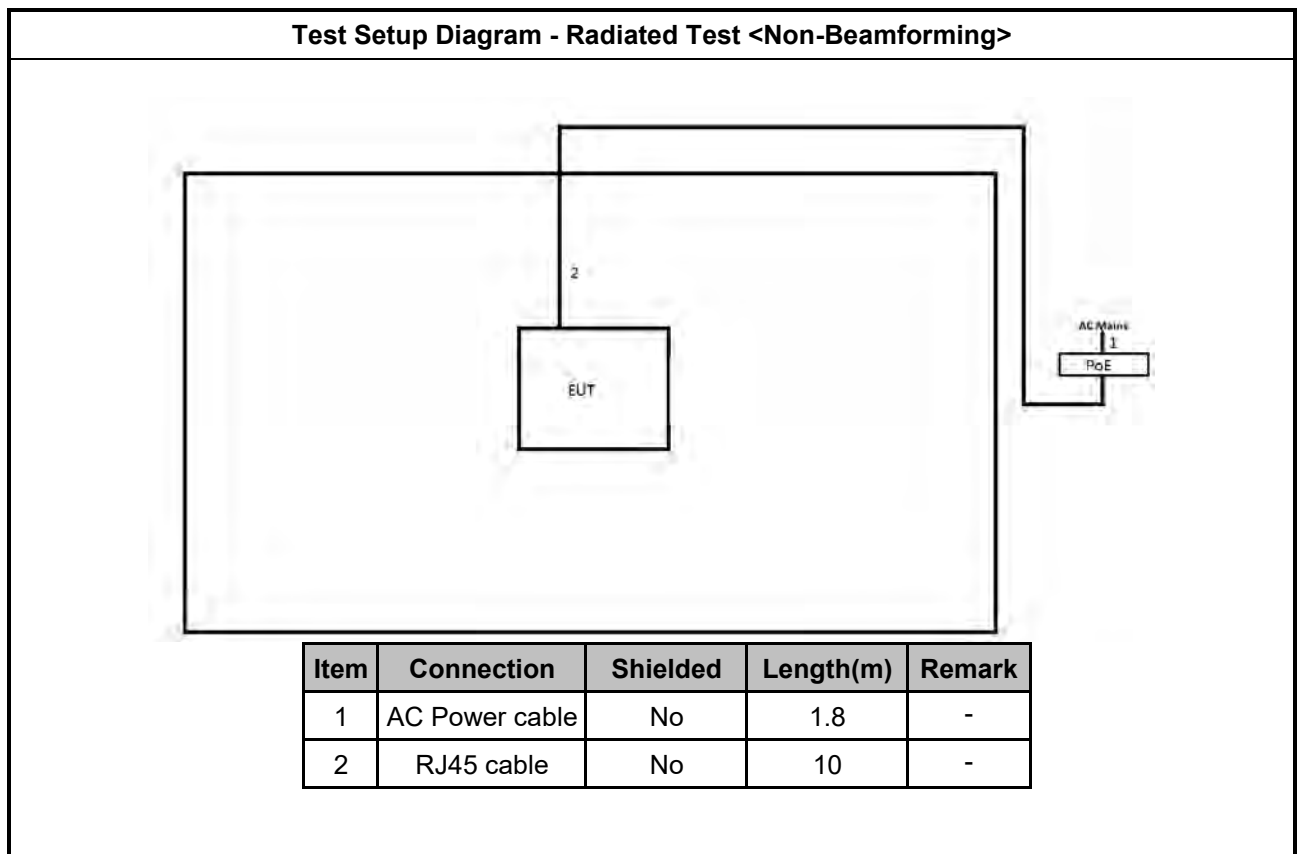 Test Setup Diagram - Radiated Test <Non-Beamforming>
2
AC Mains
1
PoE
EUT
Item Connection Shielded Length(m) Remark
1 AC Power cable No 1.8 -
2 RJ45 cable No 10 -